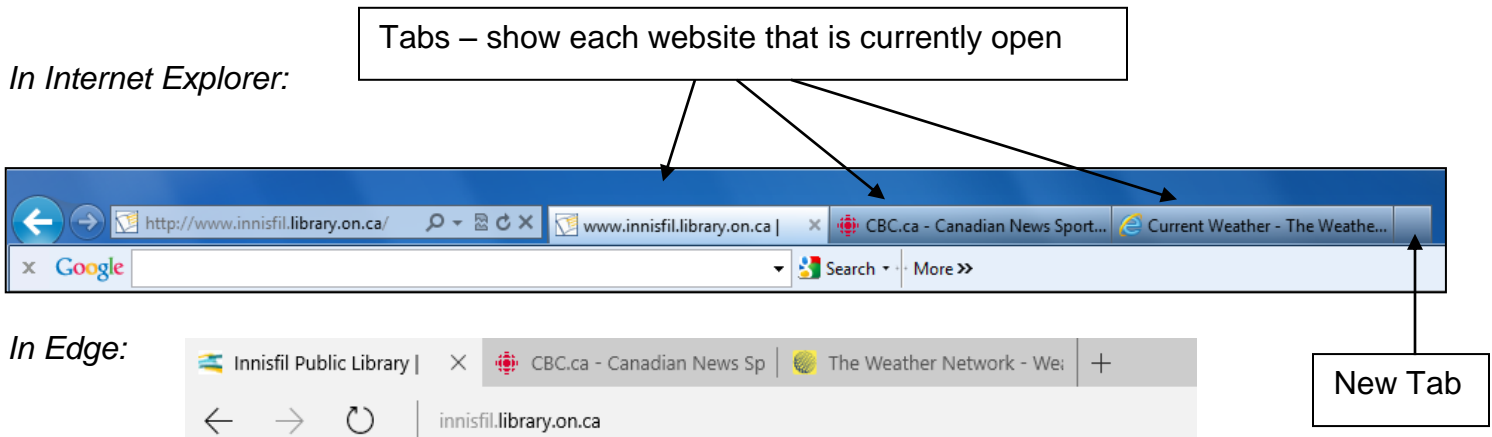 Tabs – show each website that is currently open
In Internet Explorer:
http://www.innisfil.library.on.ca/ www.innisfil.library.on.ca | CBC.ca - Canadian News Sport... Current Weather - The Weathe...
x Google Search More »
In Edge:
Innisfil Public Library | CBC.ca - Canadian News Sp The Weather Network - Wea
New Tab
innisfil.library.on.ca